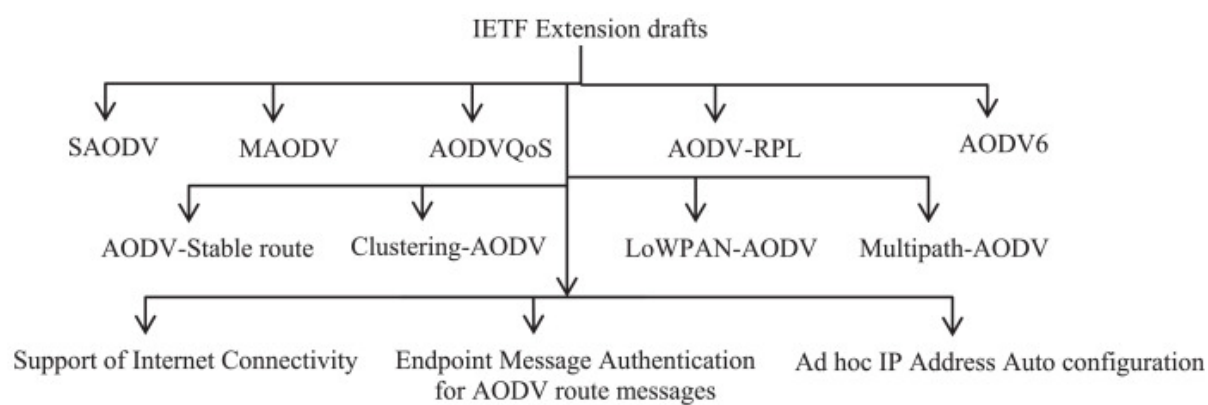 IETF Extension drafts
SAODV
MAODV
AODVQoS
AODV-RPL
AODV6
AODV-Stable route
Clustering-AODV
LoWPAN-AODV
Multipath-AODV
Support of Internet Connectivity
Endpoint Message Authentication
for AODV route messages
Ad hoc IP Address Auto configuration